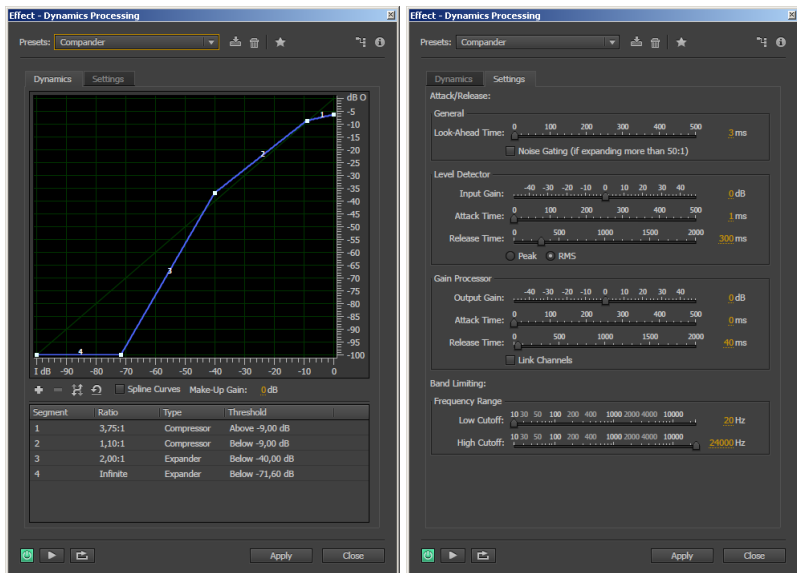 Effect - Dynamics Processing
Presets: Compander
Dynamics Settings
dB 0
-5
-10
-15
-20
-25
-30
-35
-40
-45
-50
-55
-60
-65
-70
-75
-80
-85
-90
-95
-100
1
2
3
4
I dB -90 -80 -70 -60 -50 -40 -30 -20 -10 0
Spline Curves Make-Up Gain: 0 dB
Segment Ratio Type Threshold
1 3,75:1 Compressor Above -9,00 dB
2 1,10:1 Compressor Below -9,00 dB
3 2,00:1 Expander Below -40,00 dB
4 Infinite Expander Below -71,60 dB
Apply Close
Effect - Dynamics Processing
Presets: Compander
Dynamics Settings
Attack/Release:
General
0 100 200 300 400 500
Look-Ahead Time: 3 ms
Noise Gating (if expanding more than 50:1)
Level Detector
-40 -30 -20 -10 0 10 20 30 40
Input Gain: 0 dB
0 100 200 300 400 500
Attack Time: 1 ms
0 500 1000 1500 2000
Release Time: 300 ms
Peak RMS
Gain Processor
-40 -30 -20 -10 0 10 20 30 40
Output Gain: 0 dB
0 100 200 300 400 500
Attack Time: 0 ms
0 500 1000 1500 2000
Release Time: 40 ms
Link Channels
Band Limiting:
Frequency Range
10 30 50 100 200 400 1000 2000 4000 10000
Low Cutoff: 20 Hz
10 30 50 100 200 400 1000 2000 4000 10000
High Cutoff: 24000 Hz
Apply Close